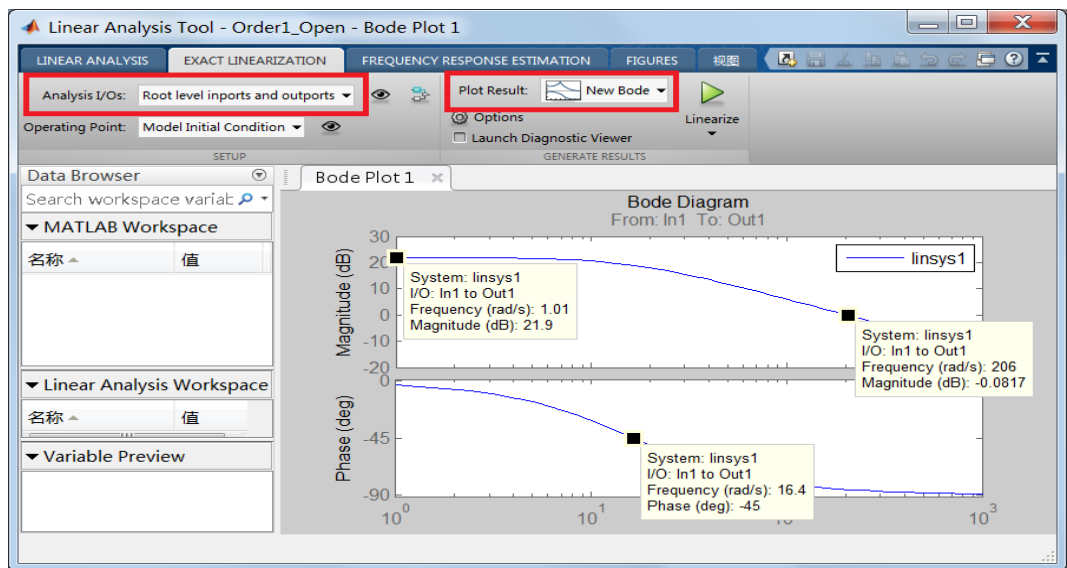 Linear Analysis Tool - Order1_Open - Bode Plot 1
LINEAR ANALYSIS
EXACT LINEARIZATION
FREQUENCY RESPONSE ESTIMATION
FIGURES
视图
Analysis I/Os: Root level inports and outports
Operating Point: Model Initial Condition
SETUP
Plot Result: New Bode
Options
Launch Diagnostic Viewer
Linearize
GENERATE RESULTS
Data Browser
Search workspace variab
MATLAB Workspace
名称 值
Linear Analysis Workspace
名称 值
Variable Preview
Bode Plot 1
Bode Diagram
From: In1 To: Out1
Magnitude (dB)
30
20
10
0
-10
-20
linsys1
System: linsys1
I/O: In1 to Out1
Frequency (rad/s): 1.01
Magnitude (dB): 21.9
System: linsys1
I/O: In1 to Out1
Frequency (rad/s): 206
Magnitude (dB): -0.0817
Phase (deg)
0
-45
-90
System: linsys1
I/O: In1 to Out1
Frequency (rad/s): 16.4
Phase (deg): -45
10^0
10^1
10^3